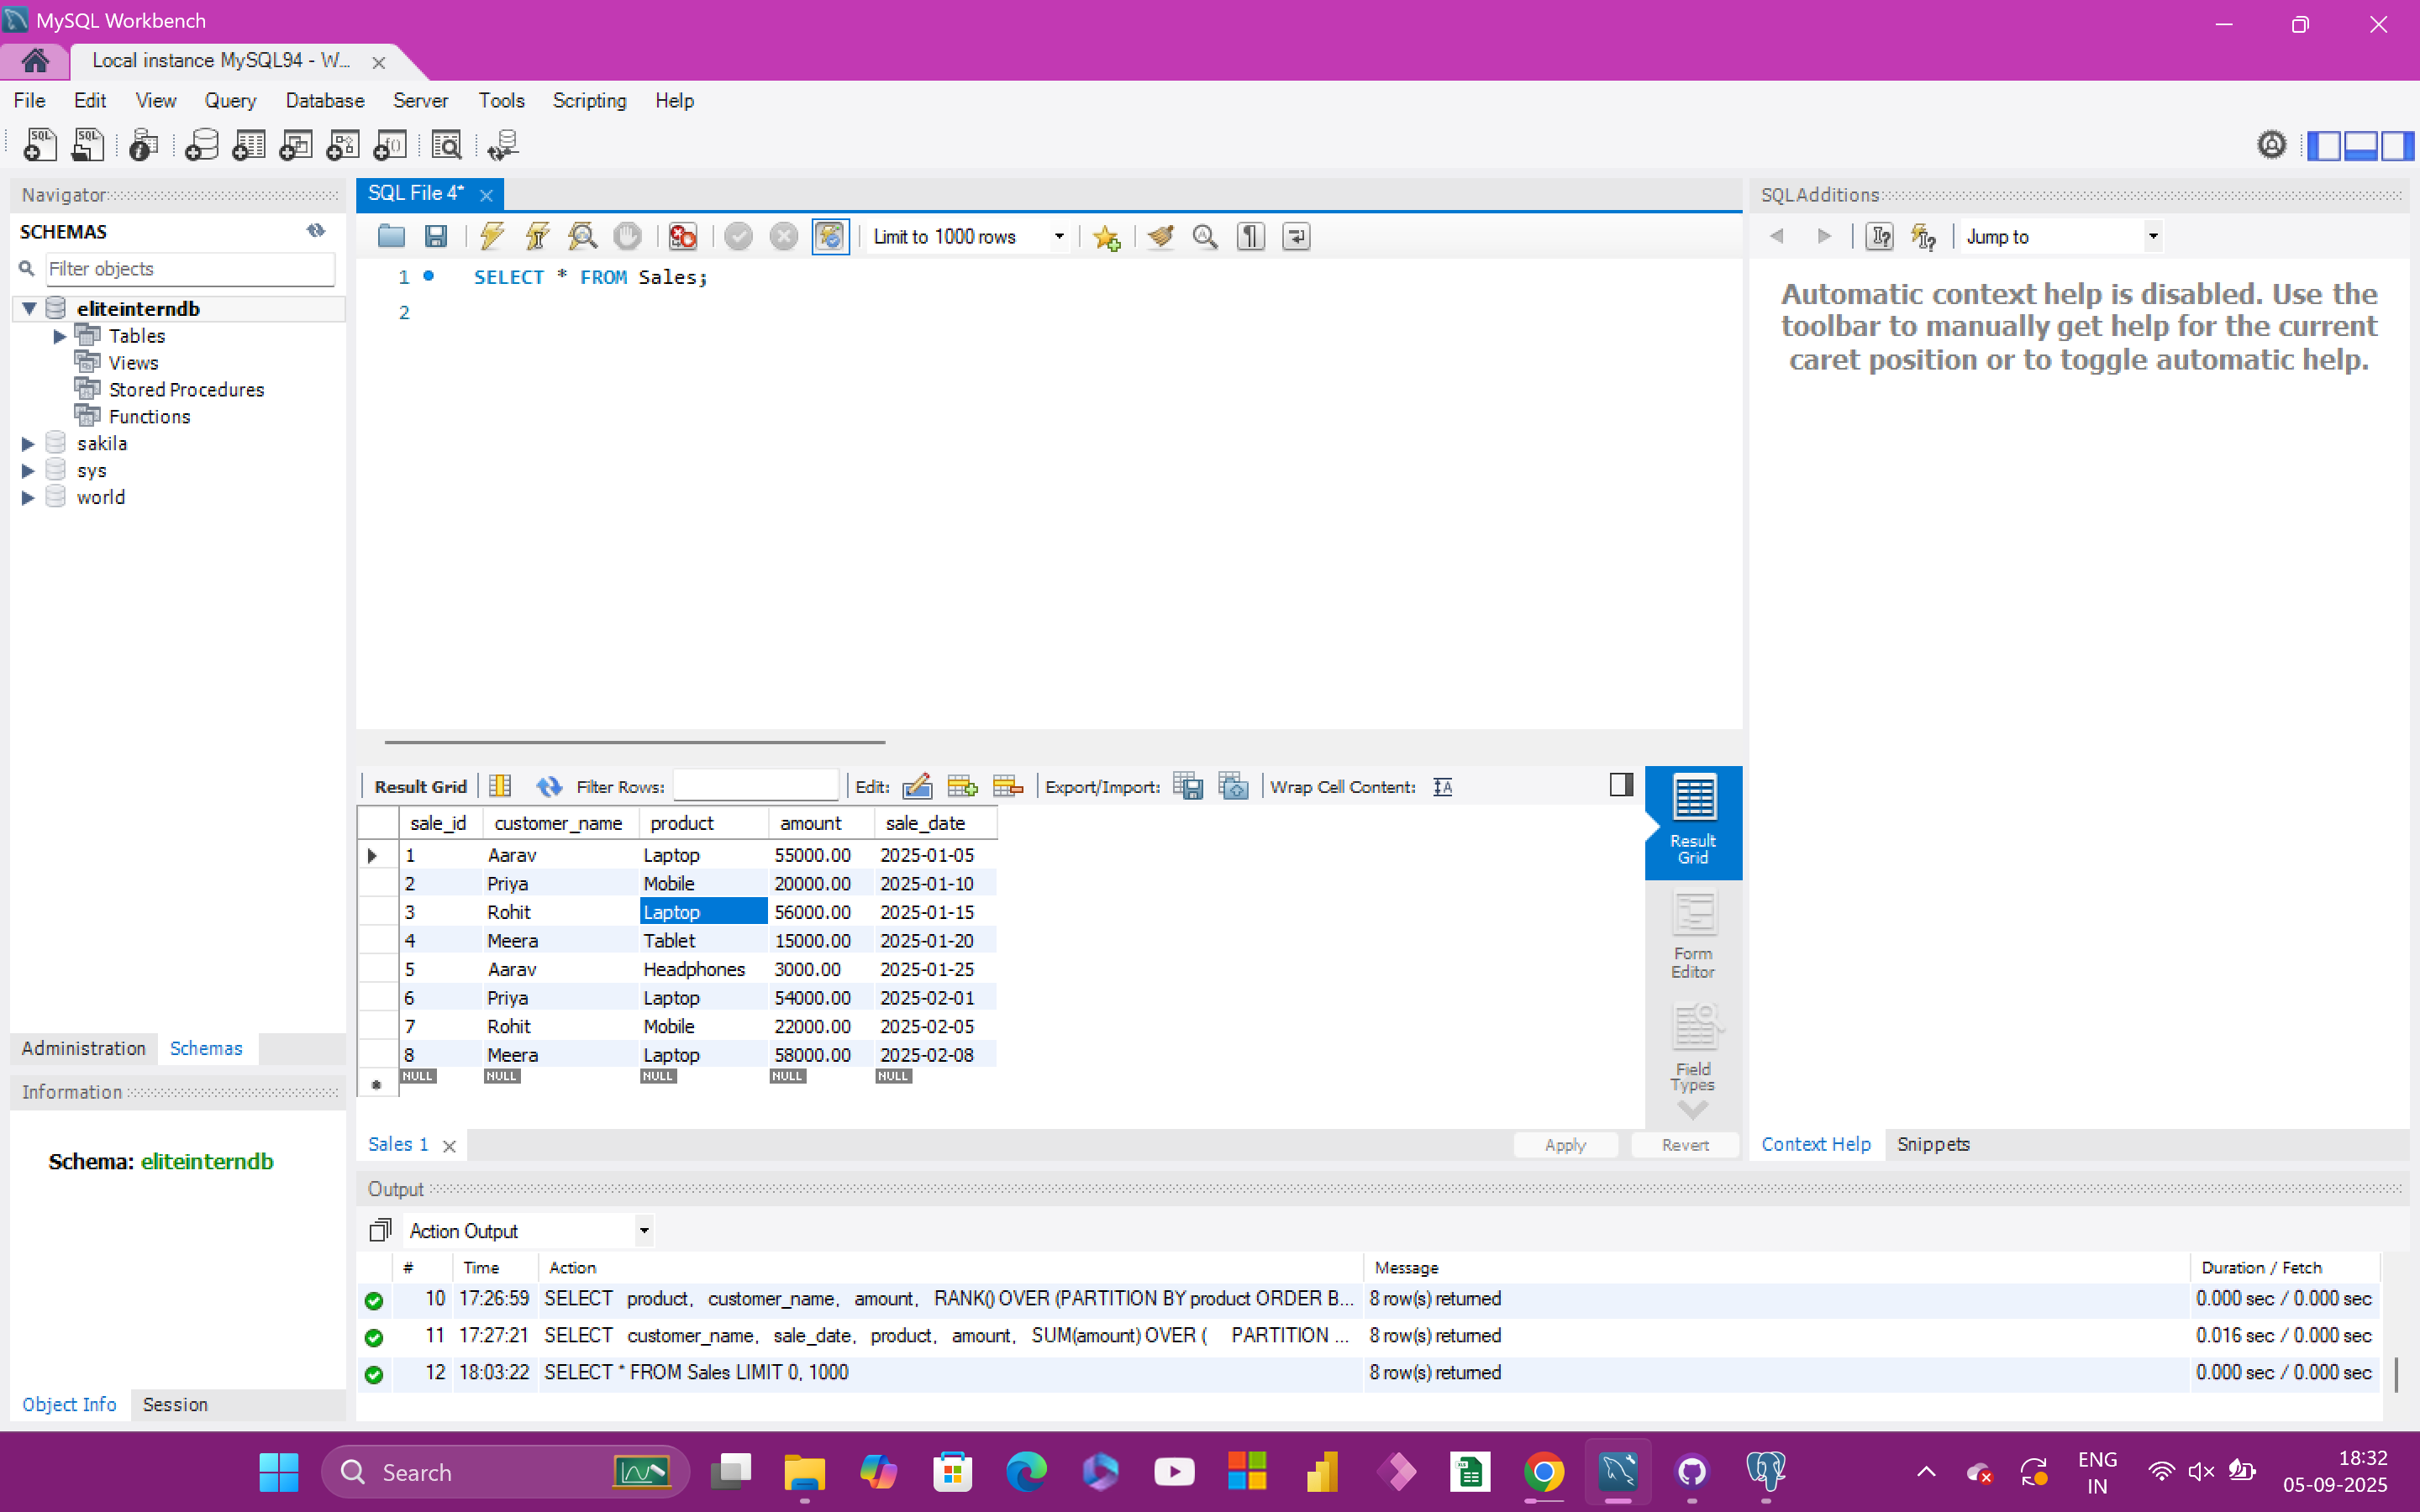 MySQL Workbench
Local instance MySQL94 - W...
File Edit View Query Database Server Tools Scripting Help
Navigator
SCHEMAS
Filter objects
eliteinterndb
Tables
Views
Stored Procedures
Functions
sakila
sys
world
Administration Schemas
Information
Schema: eliteinterndb
Object Info Session
SQL File 4*
Limit to 1000 rows
1 SELECT * FROM Sales;
2
Result Grid Filter Rows: Edit: Export/Import: Wrap Cell Content:
sale_id customer_name product amount sale_date
1 Aarav Laptop 55000.00 2025-01-05
2 Priya Mobile 20000.00 2025-01-10
3 Rohit Laptop 56000.00 2025-01-15
4 Meera Tablet 15000.00 2025-01-20
5 Aarav Headphones 3000.00 2025-01-25
6 Priya Laptop 54000.00 2025-02-01
7 Rohit Mobile 22000.00 2025-02-05
8 Meera Laptop 58000.00 2025-02-08
NULL NULL NULL NULL NULL
Result
Grid
Form
Editor
Field
Types
Sales 1 Apply Revert
SQLAdditions
Jump to
Automatic context help is disabled. Use the
toolbar to manually get help for the current
caret position or to toggle automatic help.
Context Help Snippets
Output
Action Output
# Time Action Message Duration / Fetch
10 17:26:59 SELECT product, customer_name, amount, RANK() OVER (PARTITION BY product ORDER B... 8 row(s) returned 0.000 sec / 0.000 sec
11 17:27:21 SELECT customer_name, sale_date, product, amount, SUM(amount) OVER ( PARTITION ... 8 row(s) returned 0.016 sec / 0.000 sec
12 18:03:22 SELECT * FROM Sales LIMIT 0, 1000 8 row(s) returned 0.000 sec / 0.000 sec
Search
ENG
IN
18:32
05-09-2025